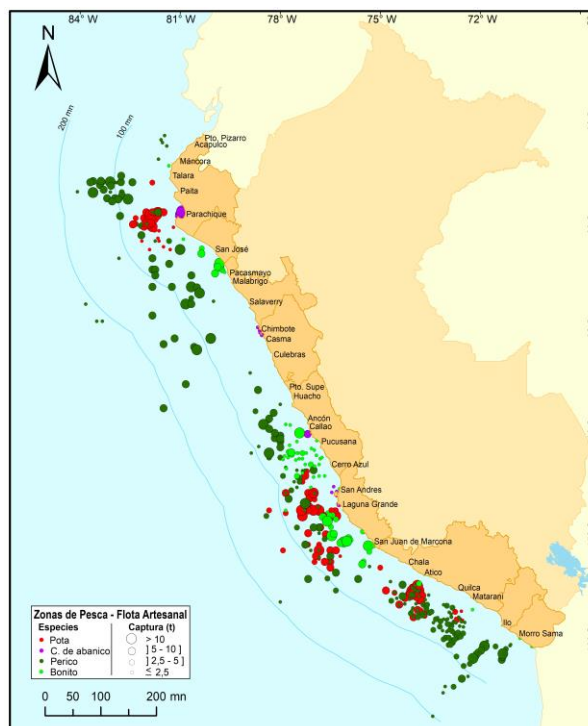 84° W
81° W
78° W
75° W
72° W
N
200 mn
100 mn
Pto. Pizarro
Acapulco
Máncora
Talara
Paita
Parachique
San José
Pacasmayo
Malabrigo
Salaverry
Chimbote
Casma
Culebras
Pto. Supe
Huacho
Ancón
Callao
Pucusana
Cerro Azul
San Andres
Laguna Grande
San Juan de Marcona
Chala
Atico
Quilca
Matarani
Ilo
Morro Sama
Zonas de Pesca - Flota Artesanal
Especies Captura (t)
Pota > 10
C. de abanico ] 5 - 10 ]
Perico ] 2,5 - 5 ]
Bonito ≤ 2,5
0 50 100 200 mn